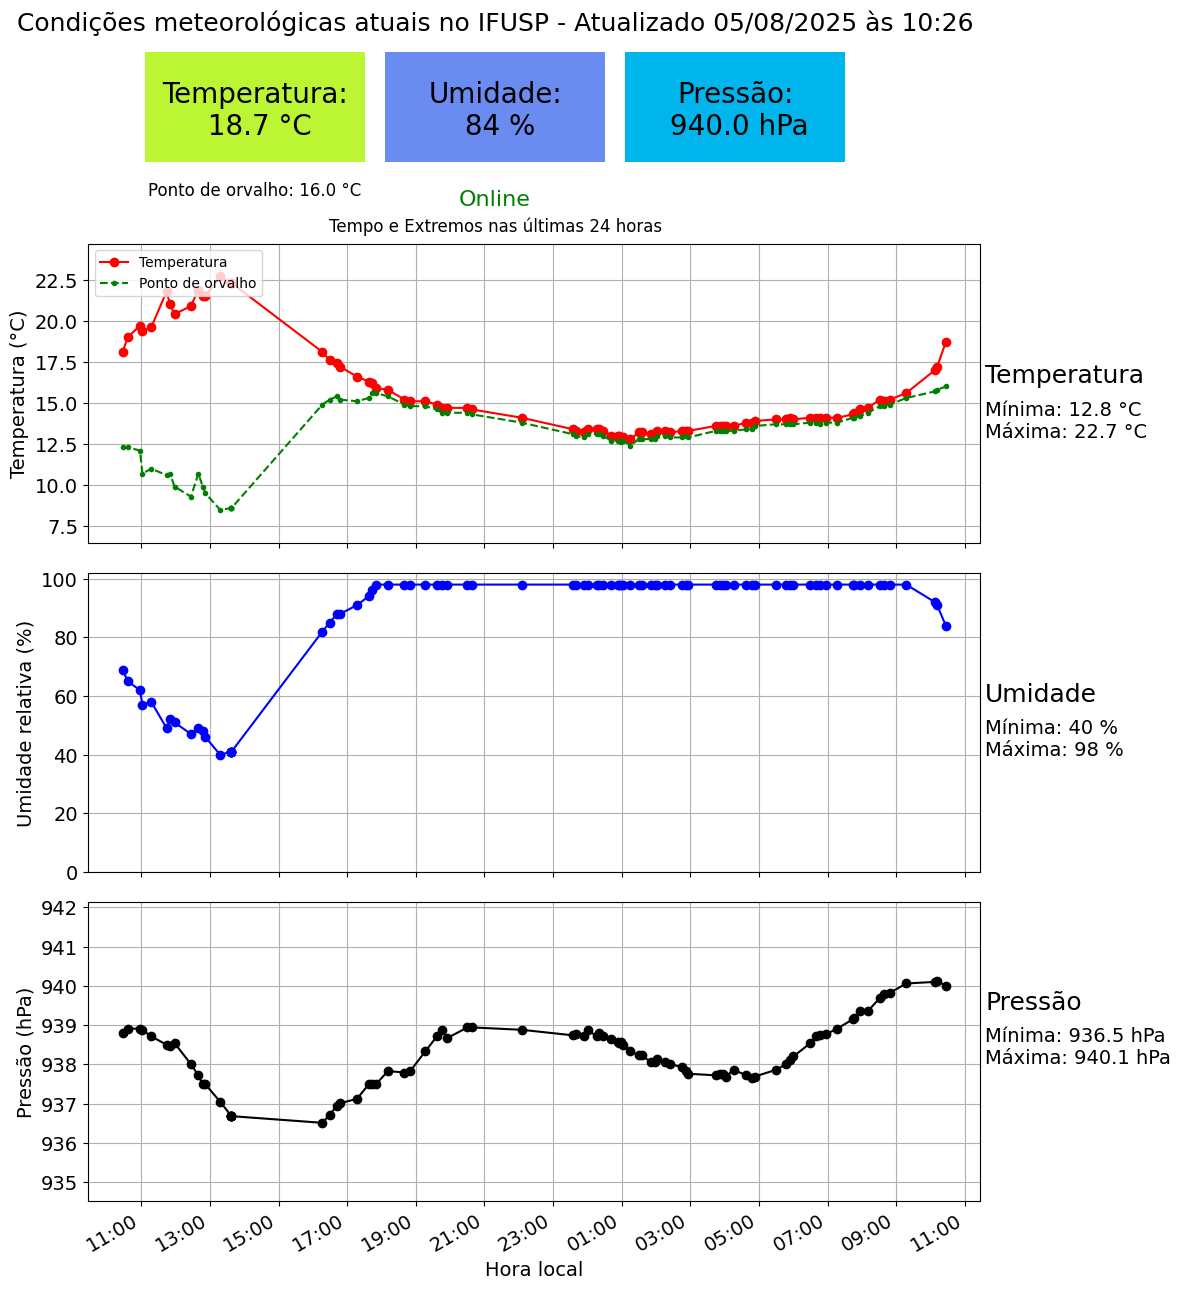 Condições meteorológicas atuais no IFUSP - Atualizado 05/08/2025 às 10:26
Temperatura:
18.7 °C
Umidade:
84 %
Pressão:
940.0 hPa
Ponto de orvalho: 16.0 °C
Online
Tempo e Extremos nas últimas 24 horas
Temperatura
Ponto de orvalho
Temperatura (°C)
22.5
20.0
17.5
15.0
12.5
10.0
7.5
Temperatura
Mínima: 12.8 °C
Máxima: 22.7 °C
Umidade relativa (%)
100
80
60
40
20
0
Umidade
Mínima: 40 %
Máxima: 98 %
Pressão (hPa)
942
941
940
939
938
937
936
935
Pressão
Mínima: 936.5 hPa
Máxima: 940.1 hPa
11:00 13:00 15:00 17:00 19:00 21:00 23:00 01:00 03:00 05:00 07:00 09:00 11:00
Hora local